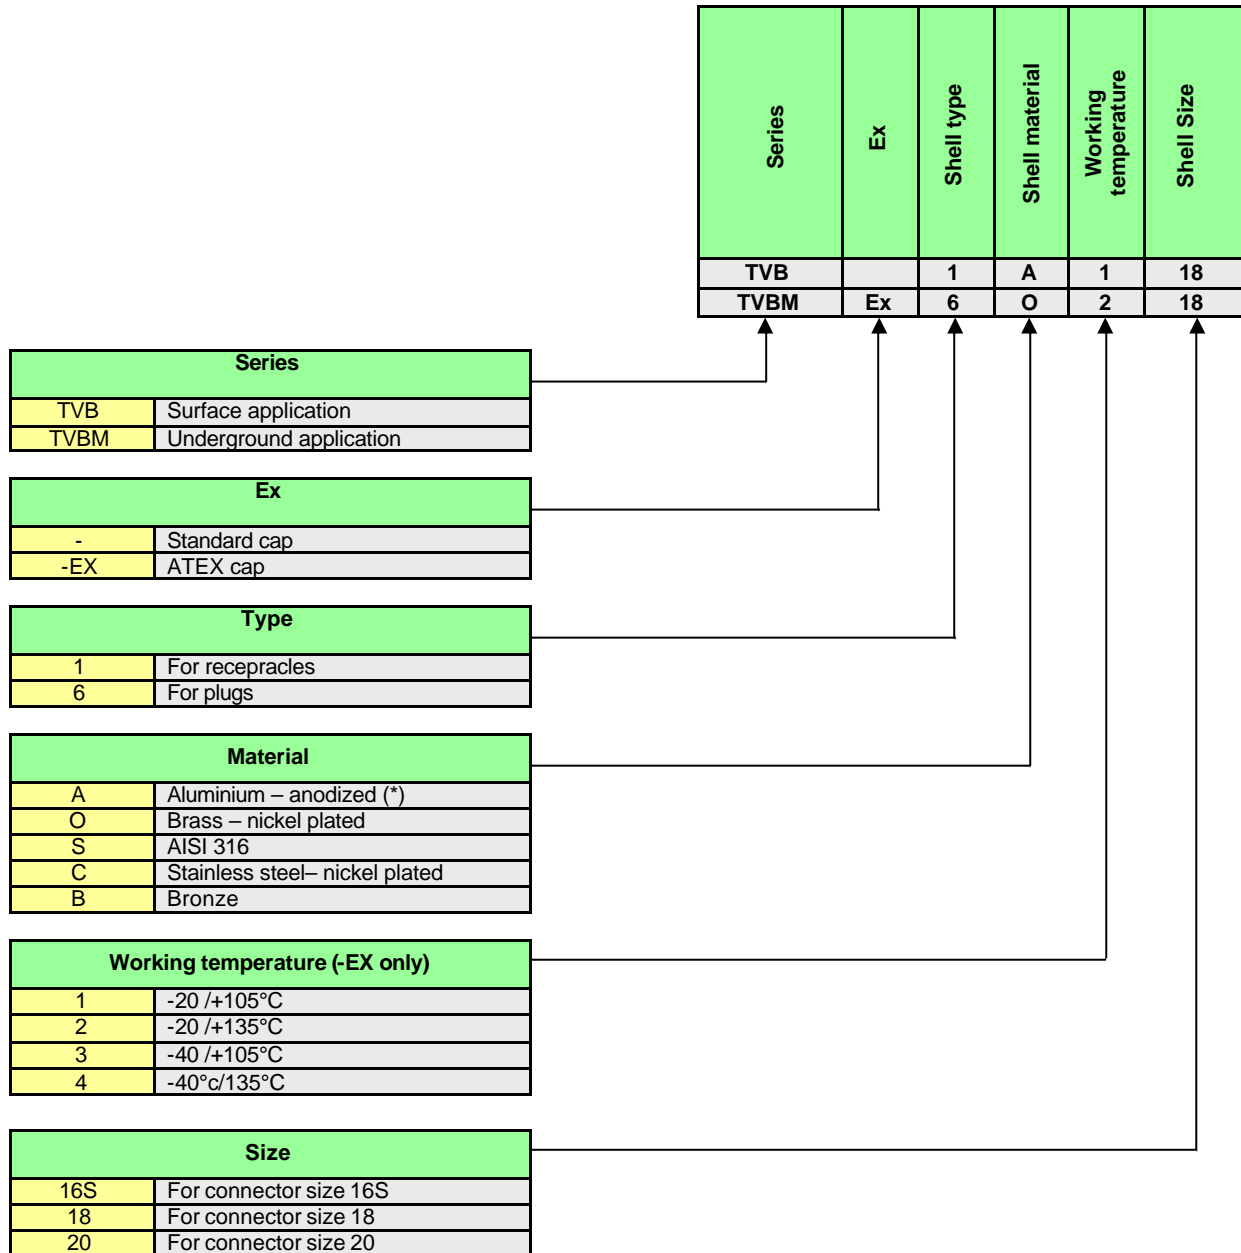 Series Ex Shell type Shell material Working temperature Shell Size
TVB 1 A 1 18
TVBM Ex 6 O 2 18
Series
TVB Surface application
TVBM Underground application
Ex
- Standard cap
-EX ATEX cap
Type
1 For recepracles
6 For plugs
Material
A Aluminium – anodized (*)
O Brass – nickel plated
S AISI 316
C Stainless steel– nickel plated
B Bronze
Working temperature (-EX only)
1 -20 /+105°C
2 -20 /+135°C
3 -40 /+105°C
4 -40°c/135°C
Size
16S For connector size 16S
18 For connector size 18
20 For connector size 20